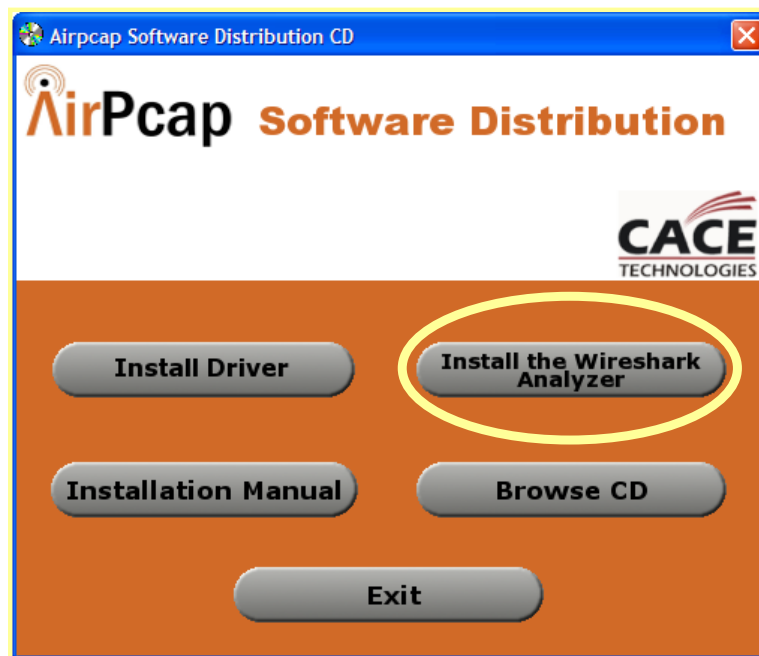 Airpcap Software Distribution CD
AirPcap Software Distribution
CACE
TECHNOLOGIES
Install Driver
Install the Wireshark
Analyzer
Installation Manual
Browse CD
Exit